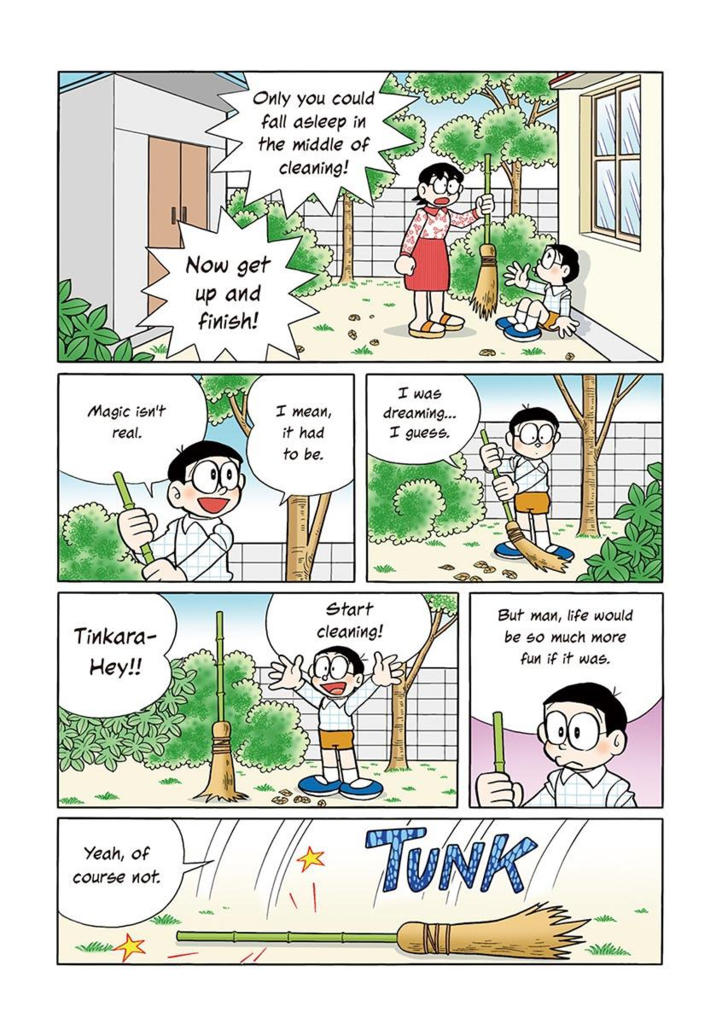 Only you could
fall asleep in
the middle of
cleaning!
Now get
up and
finish!
Magic isn't
real.
I mean,
it had
to be.
I was
dreaming...
I guess.
Tinkara-
Hey!!
Start
cleaning!
But man, life would
be so much more
fun if it was.
Yeah, of
course not.
TUNK